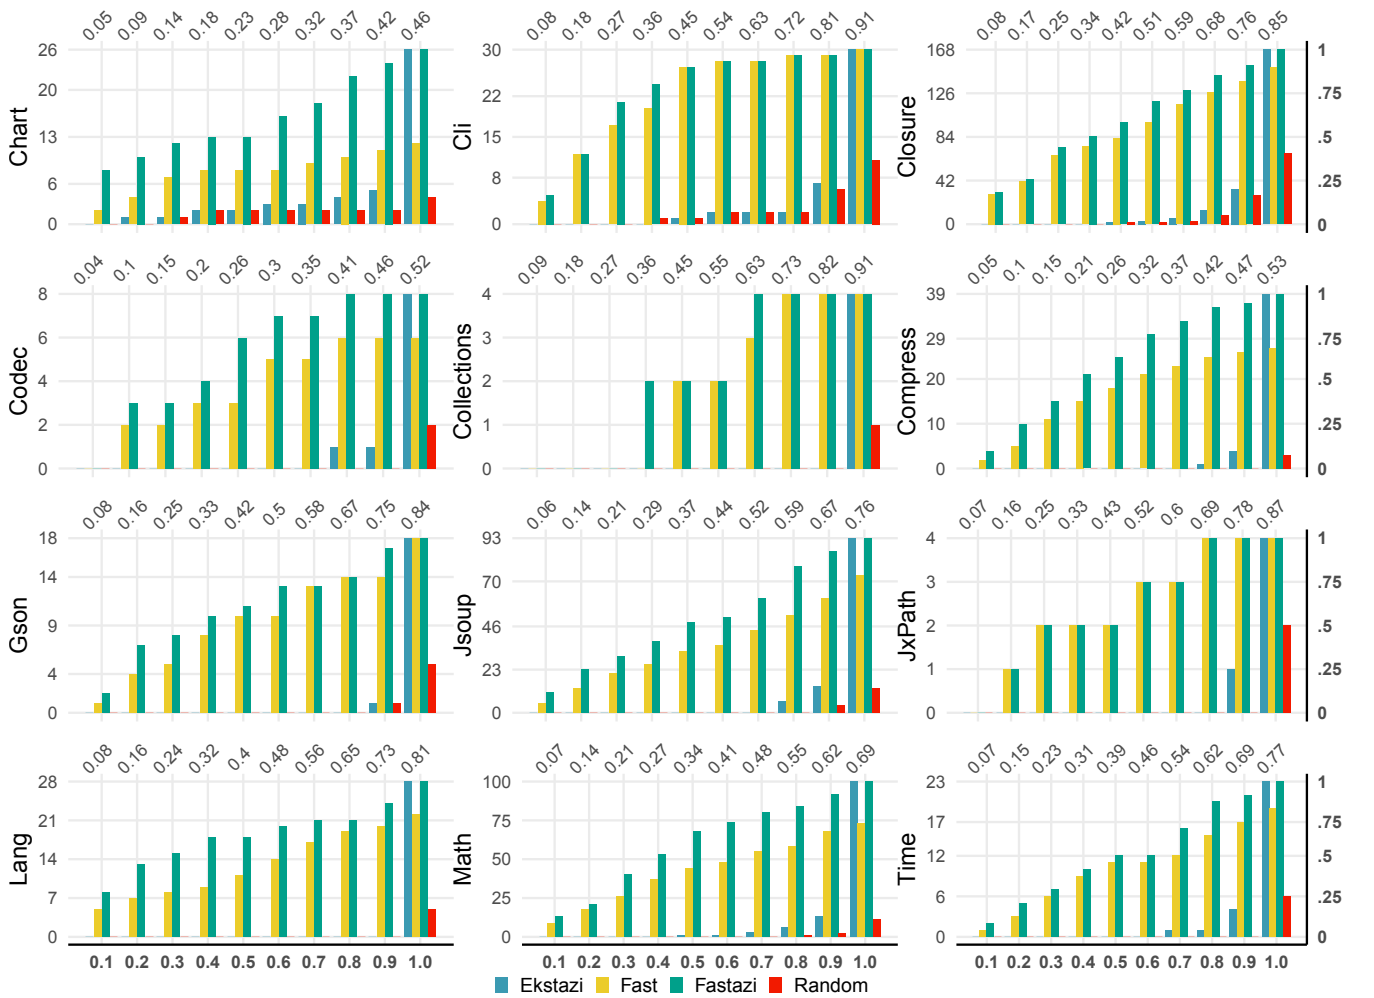 0.05 0.09 0.14 0.18 0.23 0.28 0.32 0.37 0.42 0.46
Chart
26
20
13
6
0
0.08 0.18 0.27 0.36 0.45 0.54 0.63 0.72 0.81 0.91
Cli
30
22
15
8
0
0.08 0.17 0.25 0.34 0.42 0.51 0.59 0.68 0.76 0.85
Closure
168
126
84
42
0
1
.75
.5
.25
0
0.04 0.1 0.15 0.2 0.26 0.3 0.35 0.41 0.46 0.52
Codec
8
6
4
2
0
0.09 0.18 0.27 0.36 0.45 0.55 0.63 0.73 0.82 0.91
Collections
4
3
2
1
0
0.05 0.1 0.15 0.21 0.26 0.32 0.37 0.42 0.47 0.53
Compress
39
29
20
10
0
1
.75
.5
.25
0
0.08 0.16 0.25 0.33 0.42 0.5 0.58 0.67 0.75 0.84
Gson
18
14
9
4
0
0.06 0.14 0.21 0.29 0.37 0.44 0.52 0.59 0.67 0.76
Jsoup
93
70
46
23
0
0.07 0.16 0.25 0.33 0.43 0.52 0.6 0.69 0.78 0.87
JxPath
4
3
2
1
0
1
.75
.5
.25
0
0.08 0.16 0.24 0.32 0.4 0.48 0.56 0.65 0.73 0.81
Lang
28
21
14
7
0
0.1 0.2 0.3 0.4 0.5 0.6 0.7 0.8 0.9 1.0
0.07 0.14 0.21 0.27 0.34 0.41 0.48 0.55 0.62 0.69
Math
100
75
50
25
0
0.1 0.2 0.3 0.4 0.5 0.6 0.7 0.8 0.9 1.0
0.07 0.15 0.23 0.31 0.39 0.46 0.54 0.62 0.69 0.77
Time
23
17
12
6
0
1
.75
.5
.25
0
0.1 0.2 0.3 0.4 0.5 0.6 0.7 0.8 0.9 1.0
Ekstazi Fast Fastazi Random